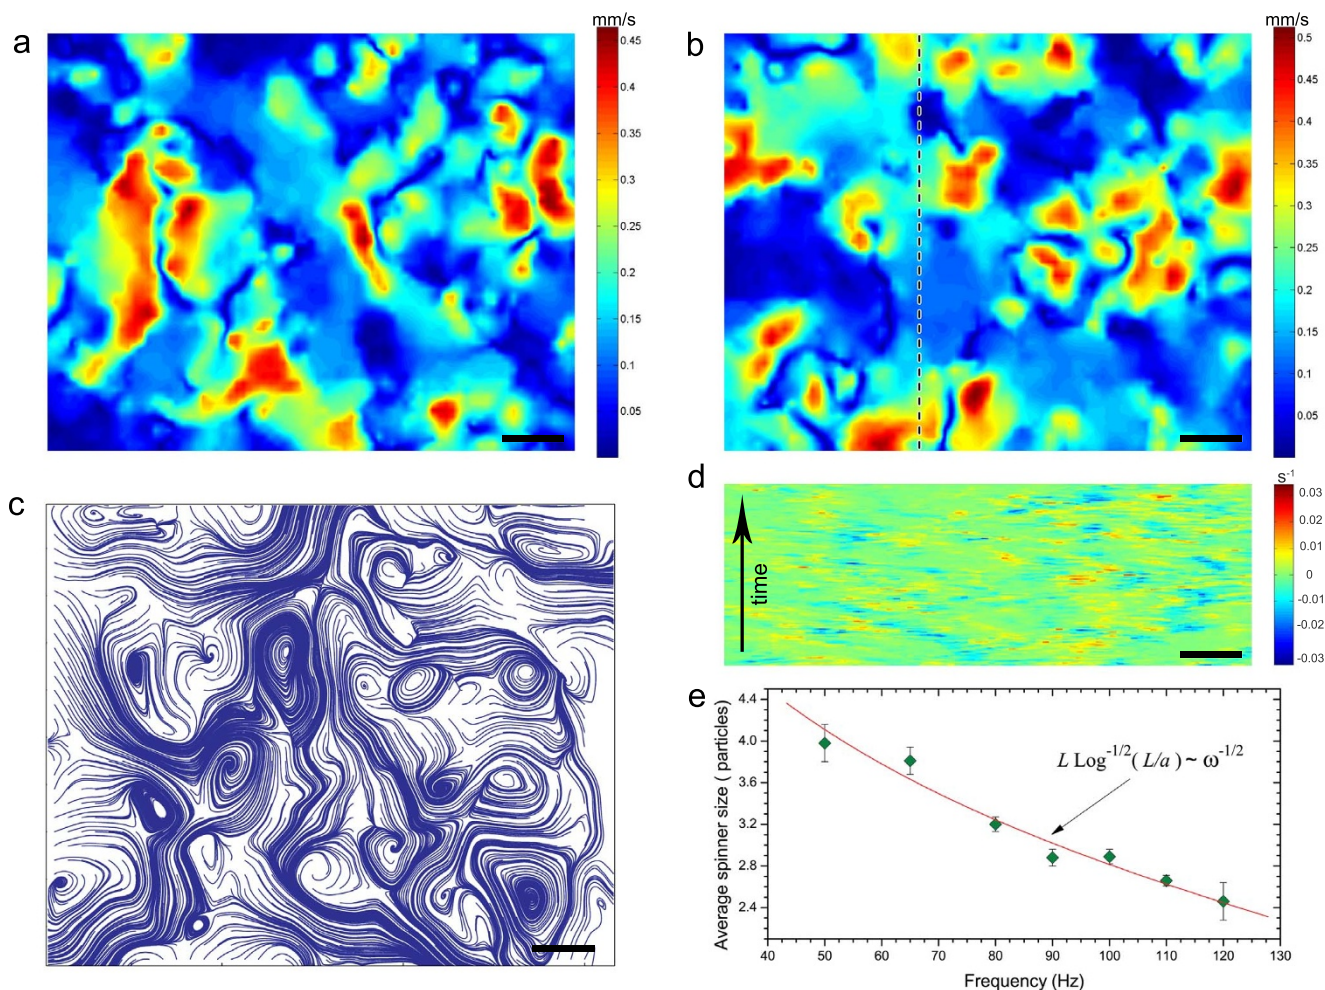 a
mm/s
0.45
0.4
0.35
0.3
0.25
0.2
0.15
0.1
0.05
b
mm/s
0.5
0.45
0.4
0.35
0.3
0.25
0.2
0.15
0.1
0.05
c
d
time
s⁻¹
0.03
0.02
0.01
0
-0.01
-0.02
-0.03
e
Average spinner size ( particles)
4.4
4.0
3.6
3.2
2.8
2.4
L Log⁻¹/²( L/a ) ~ ω⁻¹/²
40 50 60 70 80 90 100 110 120 130
Frequency (Hz)